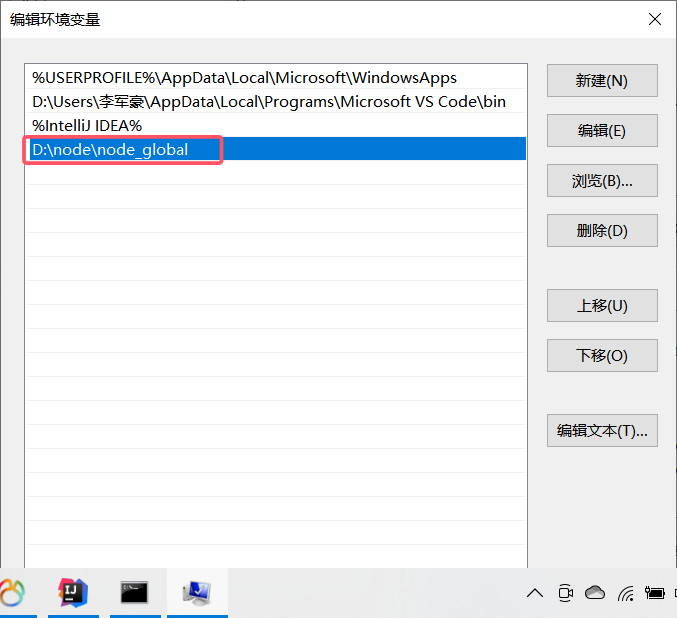 编辑环境变量
%USERPROFILE%\AppData\Local\Microsoft\WindowsApps
D:\Users\李军豪\AppData\Local\Programs\Microsoft VS Code\bin
%IntelliJ IDEA%
D:\node\node_global
新建(N)
编辑(E)
浏览(B)...
删除(D)
上移(U)
下移(O)
编辑文本(T)...
IJ